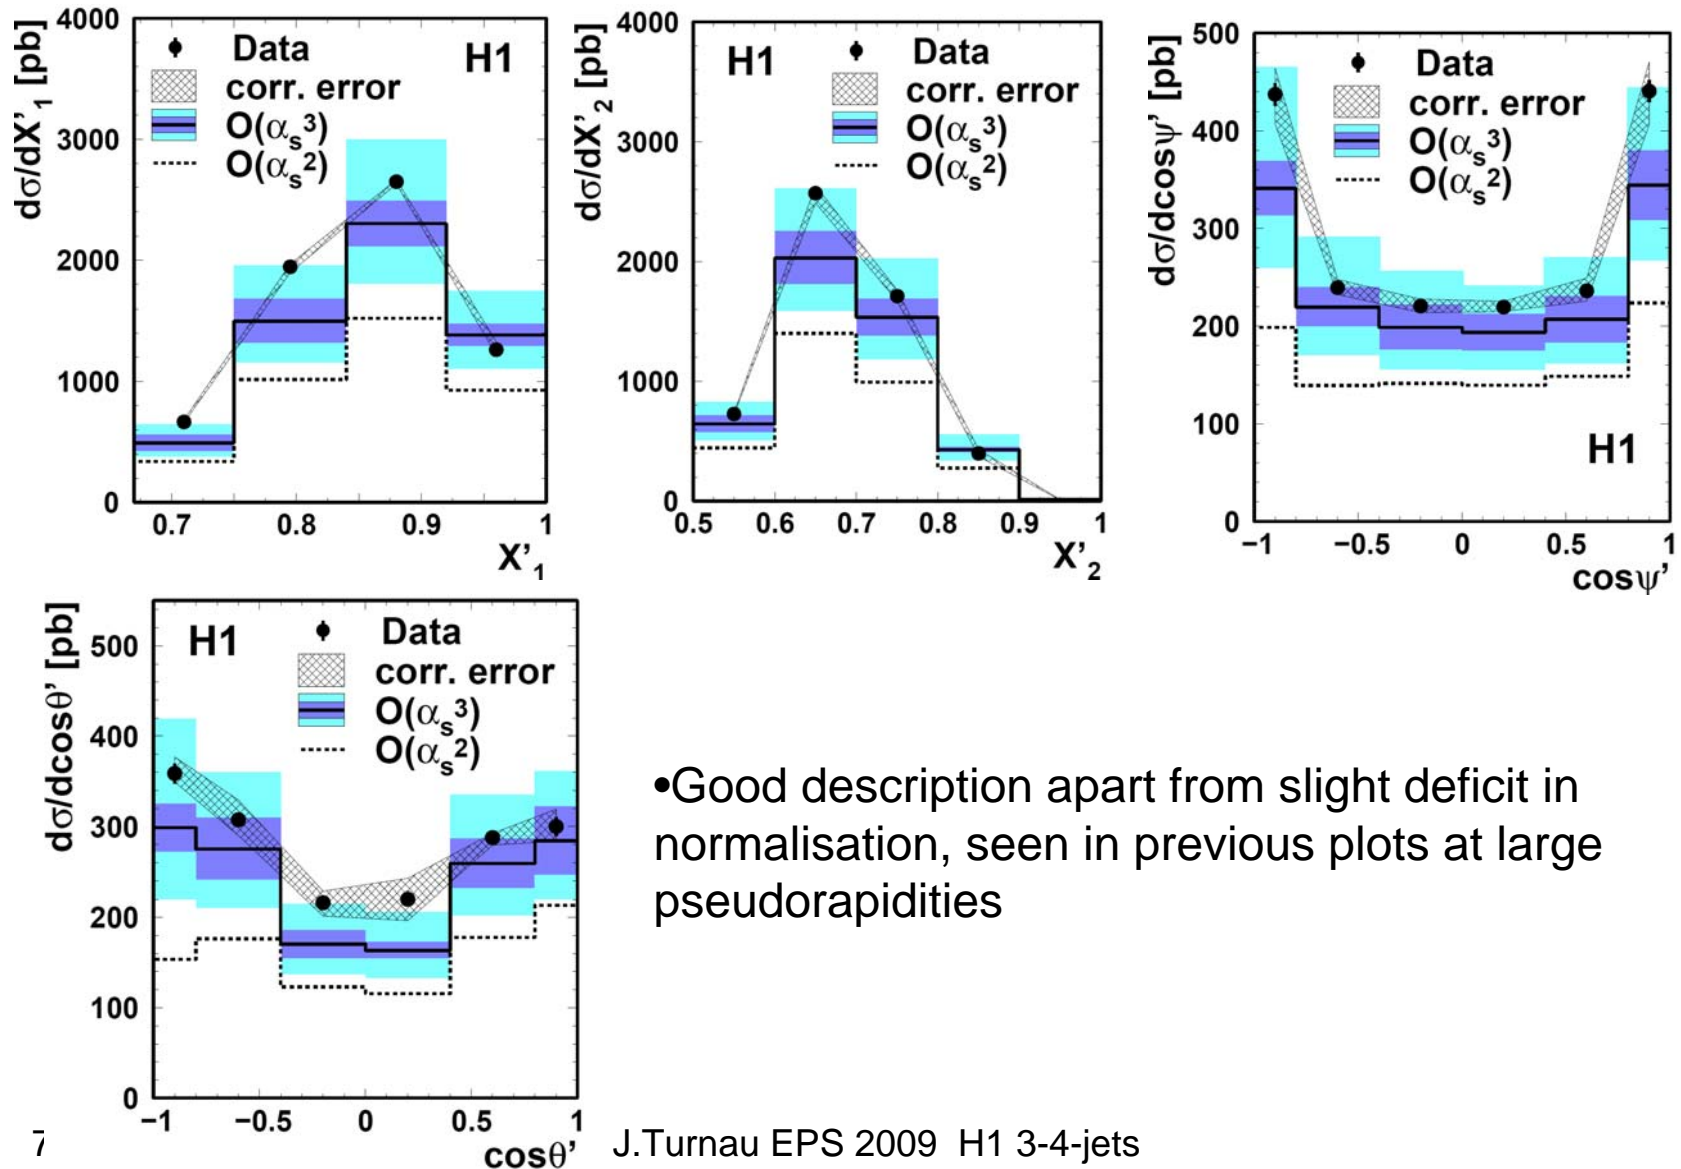 4000
3000
2000
1000
0
dσ/dX'₁ [pb]
Data
corr. error
O(αₛ³)
O(αₛ²)
H1
0.7 0.8 0.9 1
X'₁
4000
3000
2000
1000
0
dσ/dX'₂ [pb]
H1
Data
corr. error
O(αₛ³)
O(αₛ²)
0.5 0.6 0.7 0.8 0.9 1
X'₂
500
400
300
200
100
0
dσ/dcosψ' [pb]
Data
corr. error
O(αₛ³)
O(αₛ²)
H1
−1 −0.5 0 0.5 1
cosψ'
500
400
300
200
100
0
dσ/dcosθ' [pb]
H1
Data
corr. error
O(αₛ³)
O(αₛ²)
−1 −0.5 0 0.5 1
cosθ'
•Good description apart from slight deficit in
normalisation, seen in previous plots at large
pseudorapidities
7
J.Turnau EPS 2009 H1 3-4-jets